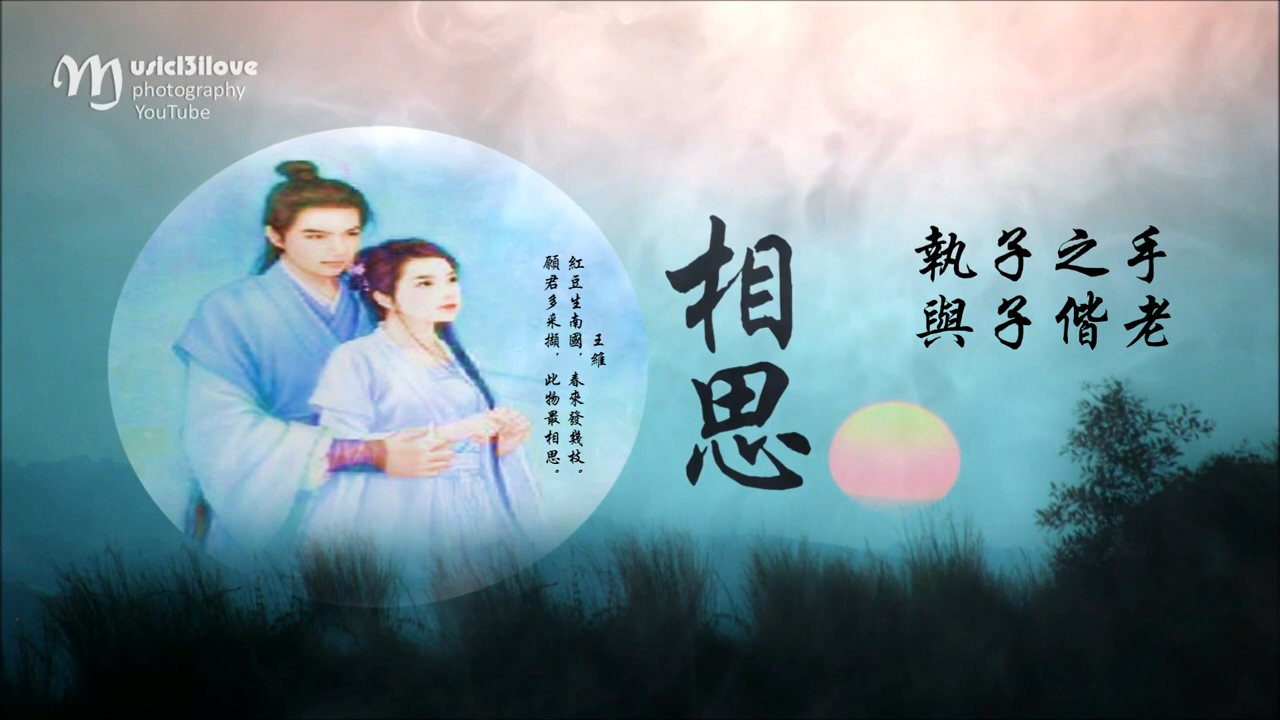 Musicl3ilove
photography
YouTube
王維
紅豆生南國，春來發幾枝。
願君多采擷，此物最相思。
相思
執子之手
與子偕老